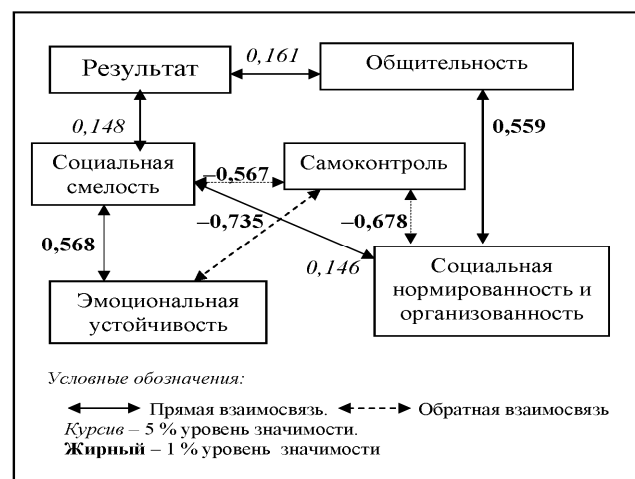 Результат
0,161
Общительность
0,148
0,559
Социальная
смелость
–0,567
Самоконтроль
–0,735
–0,678
0,568
0,146
Эмоциональная
устойчивость
Социальная
нормированность и
организованность
Условные обозначения:
Прямая взаимосвязь.
Обратная взаимосвязь
Курсив – 5 % уровень значимости.
Жирный – 1 % уровень значимости